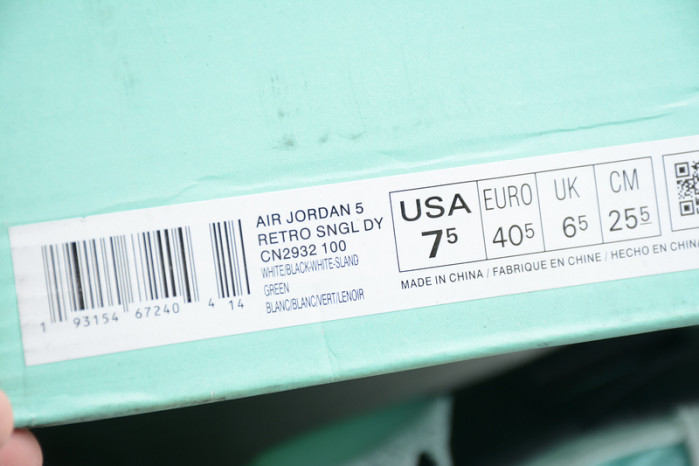 AIR JORDAN 5
RETRO SNGL DY
CN2932 100
WHITE/BLACK-WHITE-SLAND
GREEN
BLANC/BLANC/VERT/LENOIR
1 93154 67240 4 14
USA EURO UK CM
7⁵ 40⁵ 6⁵ 25⁵
MADE IN CHINA / FABRIQUE EN CHINE / HECHO EN CHINA